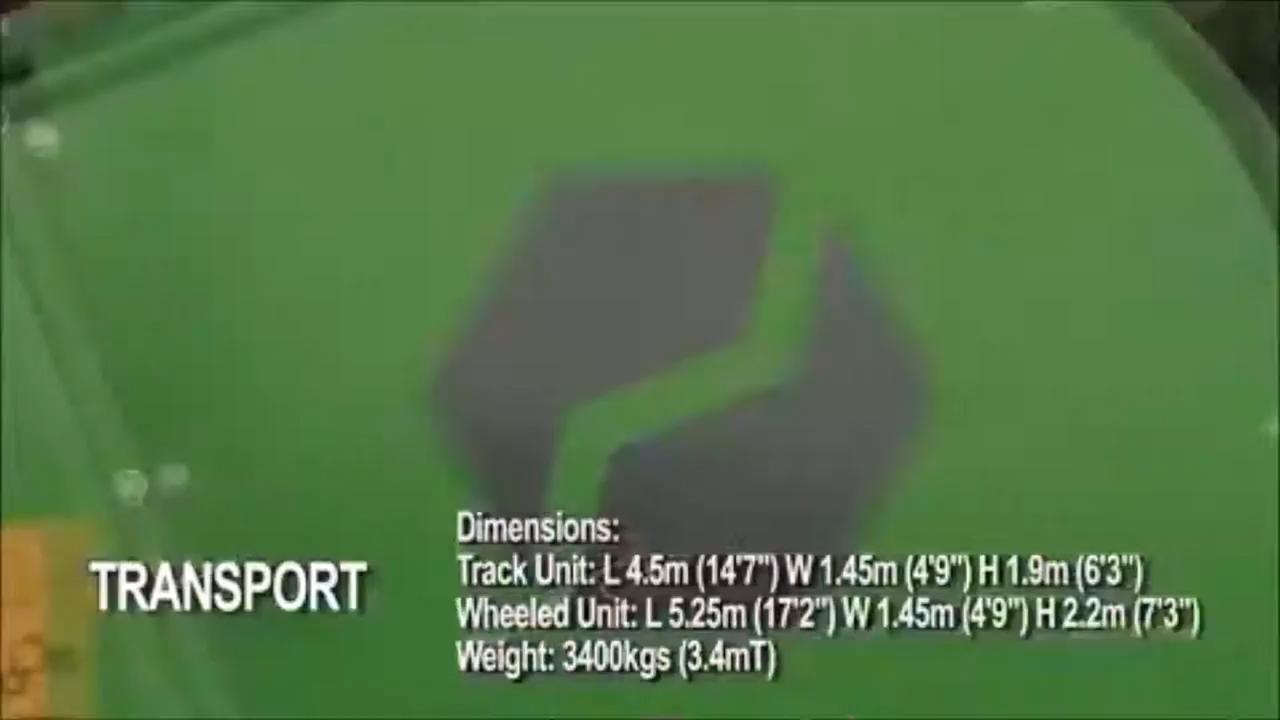 TRANSPORT
Dimensions:
Track Unit: L 4.5m (14'7") W 1.45m (4'9") H 1.9m (6'3")
Wheeled Unit: L 5.25m (17'2") W 1.45m (4'9") H 2.2m (7'3")
Weight: 3400kgs (3.4mT)